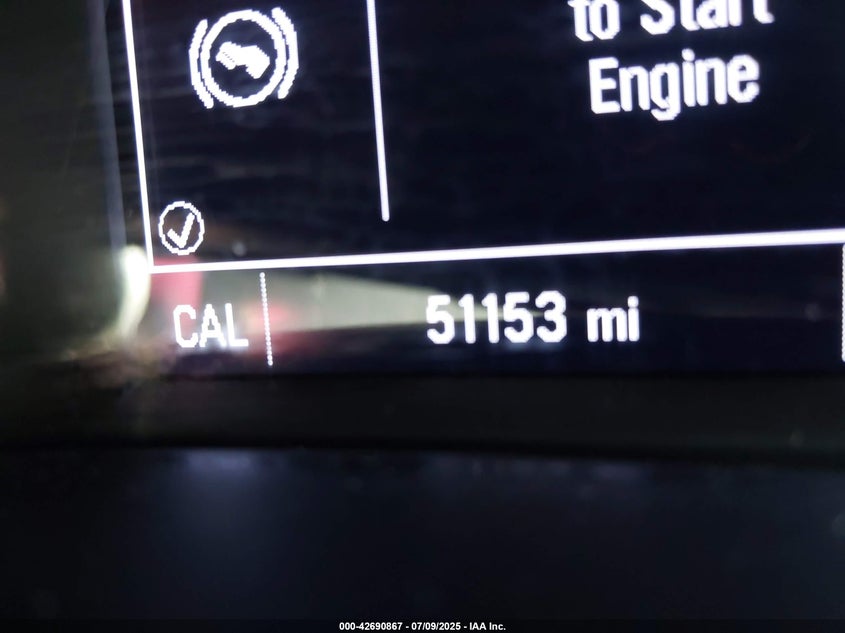 to Start
Engine
CAL
51153 mi
000-42690867 - 07/09/2025 - IAA Inc.